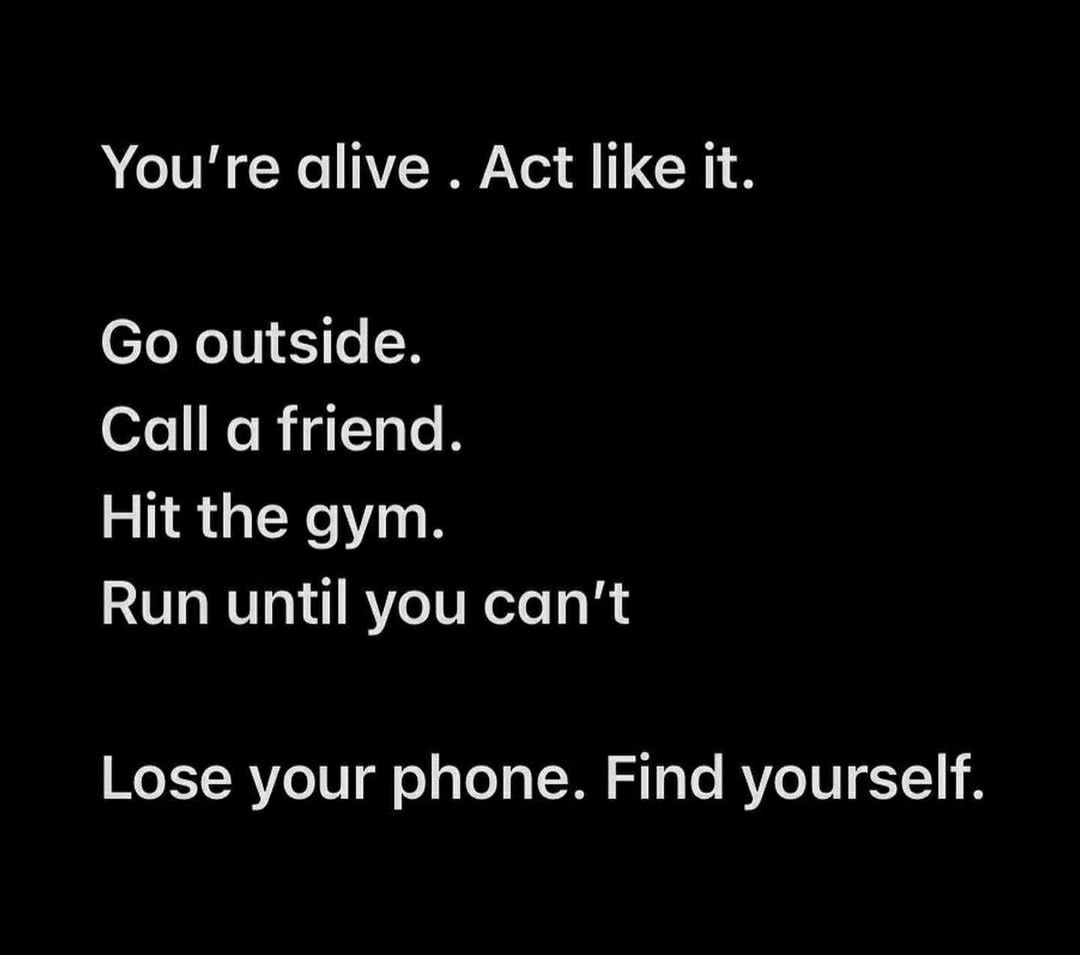 You’re alive . Act like it.
Go outside.
Call a friend.
Hit the gym.
Run until you can’t
Lose your phone. Find yourself.